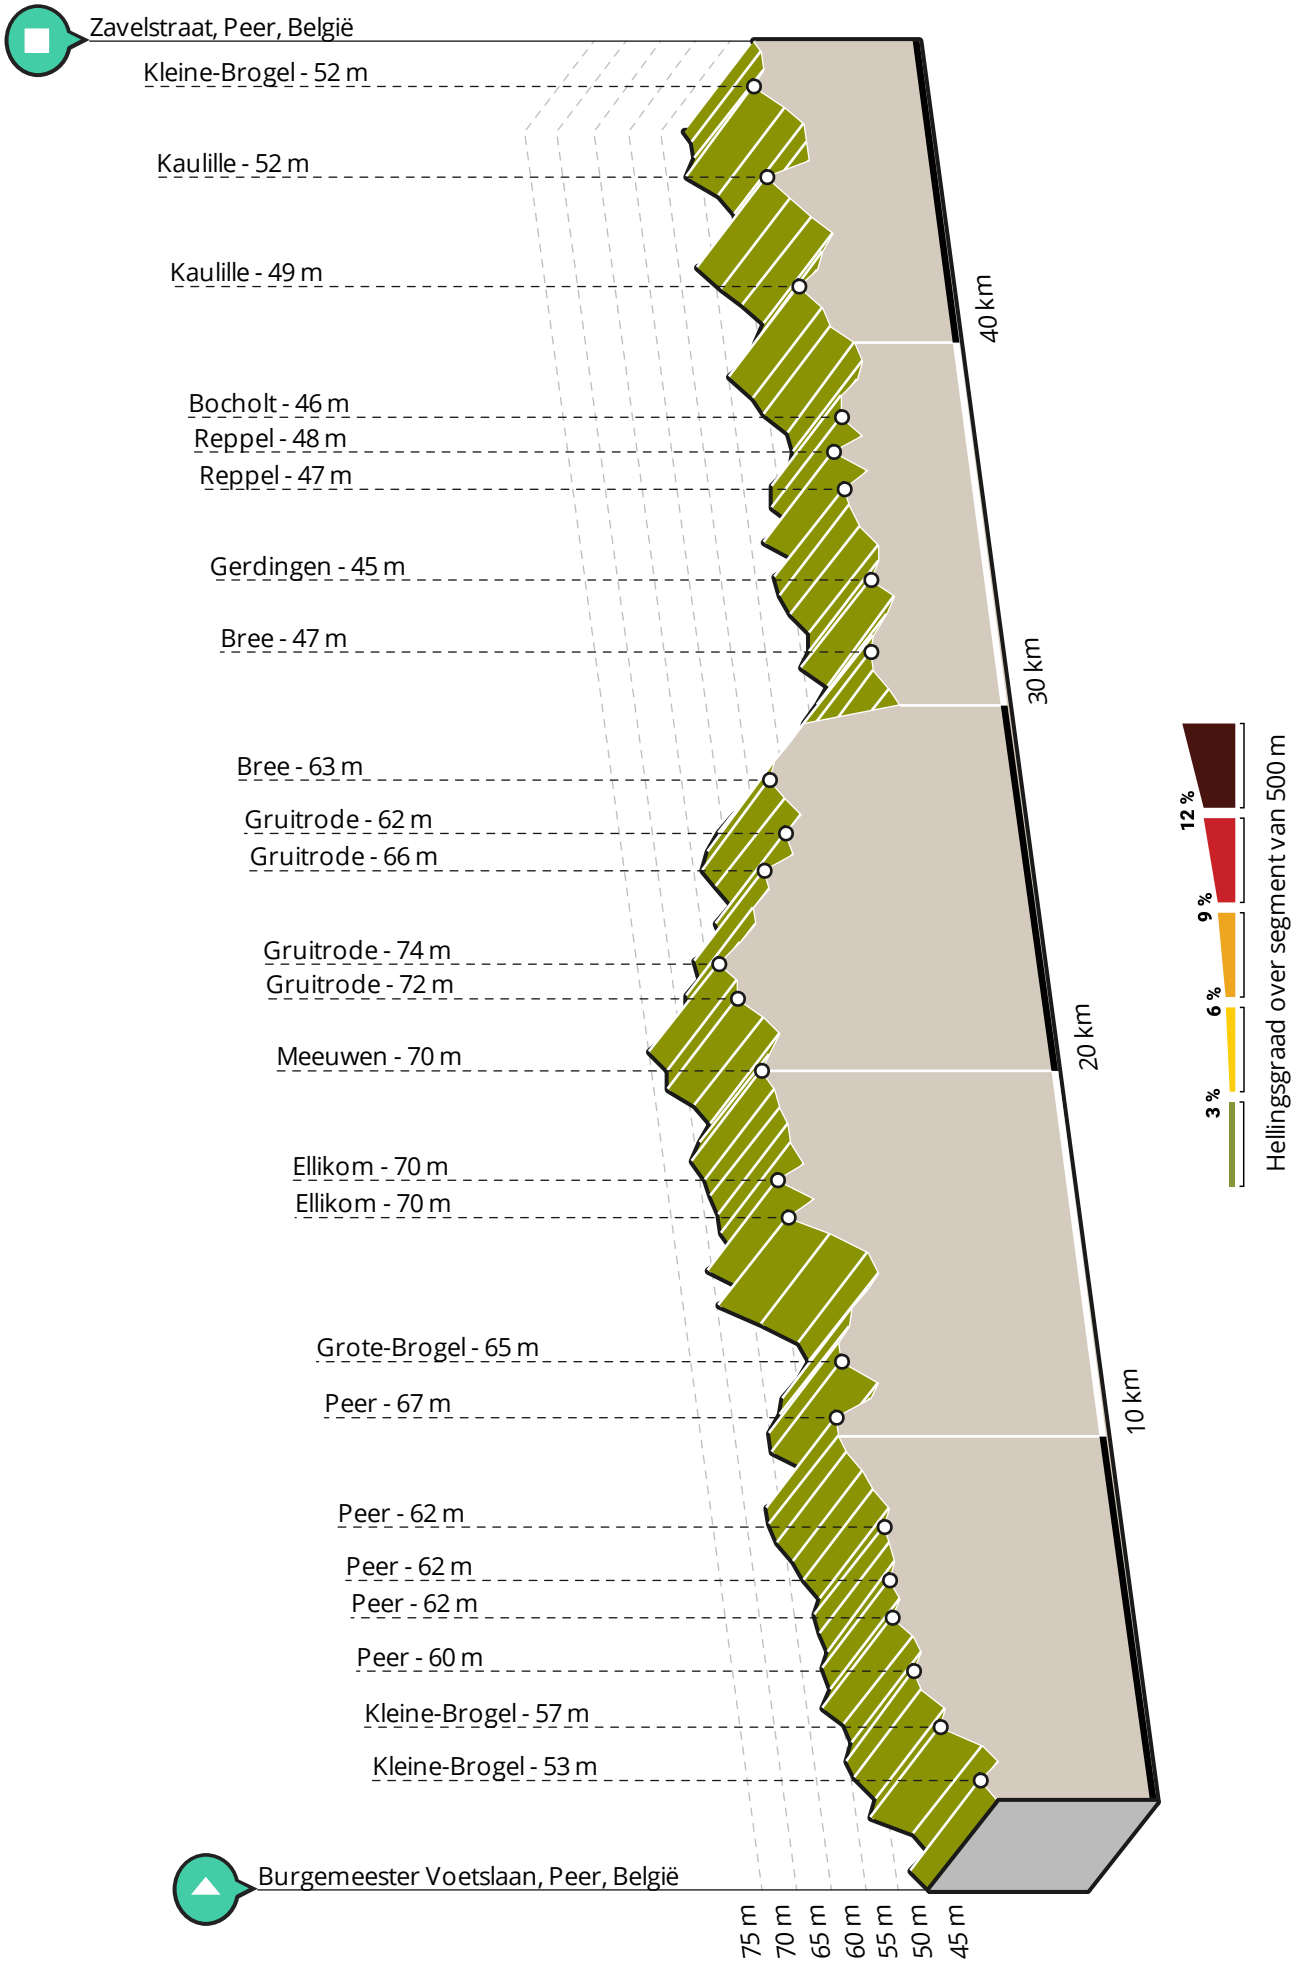 Zavelstraat, Peer, België
Kleine-Brogel - 52 m
Kaulille - 52 m
Kaulille - 49 m
40 km
Bocholt - 46 m
Reppel - 48 m
Reppel - 47 m
Gerdingen - 45 m
Bree - 47 m
30 km
Bree - 63 m
Gruitrode - 62 m
Gruitrode - 66 m
Gruitrode - 74 m
Gruitrode - 72 m
20 km
Meeuwen - 70 m
Ellikom - 70 m
Ellikom - 70 m
Grote-Brogel - 65 m
10 km
Peer - 67 m
Peer - 62 m
Peer - 62 m
Peer - 62 m
Peer - 60 m
Kleine-Brogel - 57 m
Kleine-Brogel - 53 m
Burgemeester Voetslaan, Peer, België
75 m
70 m
65 m
60 m
55 m
50 m
45 m
3 %
6 %
9 %
12 %
Hellingsgraad over segment van 500 m